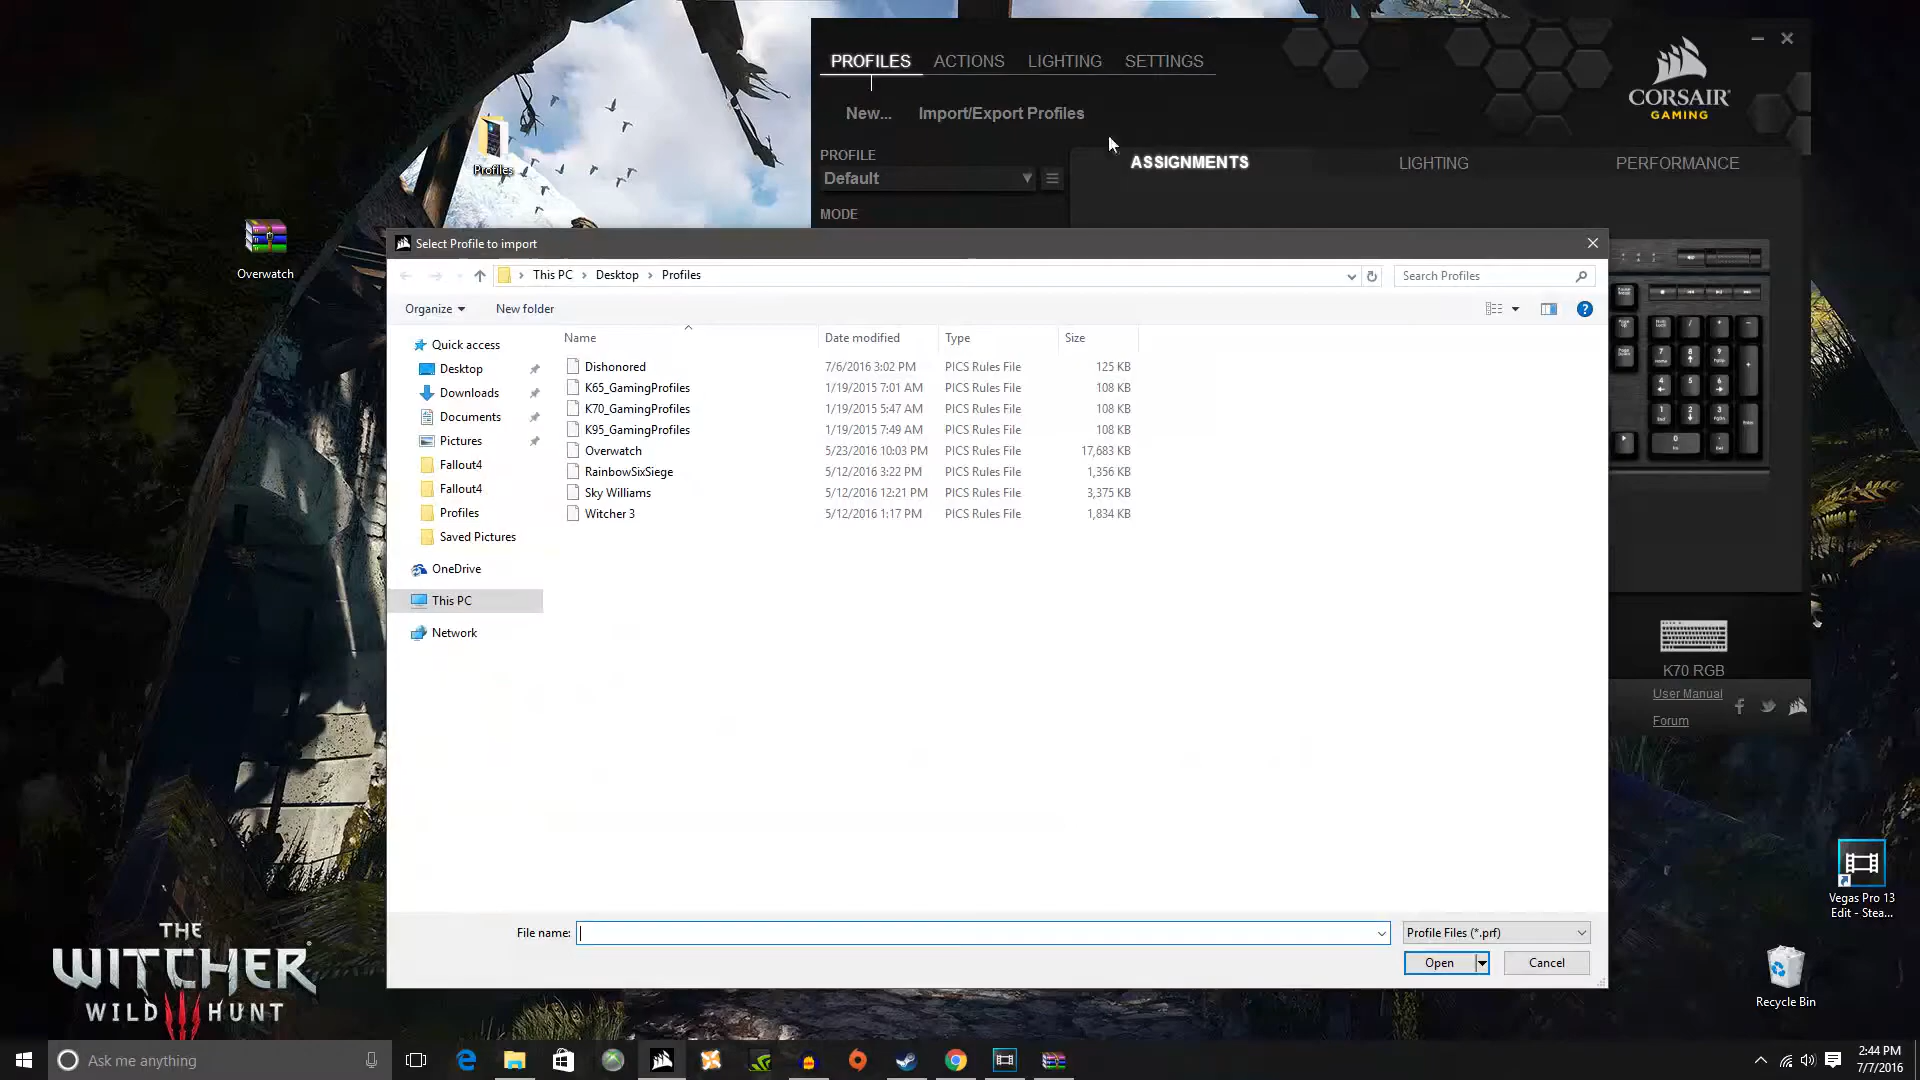 PROFILES ACTIONS LIGHTING SETTINGS
New... Import/Export Profiles
CORSAIR
GAMING
PROFILE
Default
MODE
ASSIGNMENTS LIGHTING PERFORMANCE
Profiles
Overwatch
Select Profile to import
This PC > Desktop > Profiles
Search Profiles
Organize New folder
Name Date modified Type Size
Quick access
Desktop
Downloads
Documents
Pictures
Fallout4
Fallout4
Profiles
Saved Pictures
OneDrive
This PC
Network
Dishonored 7/6/2016 3:02 PM PICS Rules File 125 KB
K65_GamingProfiles 1/19/2015 7:01 AM PICS Rules File 108 KB
K70_GamingProfiles 1/19/2015 5:47 AM PICS Rules File 108 KB
K95_GamingProfiles 1/19/2015 7:49 AM PICS Rules File 108 KB
Overwatch 5/23/2016 10:03 PM PICS Rules File 17,683 KB
RainbowSixSiege 5/12/2016 3:22 PM PICS Rules File 1,356 KB
Sky Williams 5/12/2016 12:21 PM PICS Rules File 3,375 KB
Witcher 3 5/12/2016 1:17 PM PICS Rules File 1,834 KB
File name: Profile Files (*.prf)
Open Cancel
K70 RGB
User Manual
Forum
Vegas Pro 13
Edit - Stea...
Recycle Bin
THE
WITCHER
WILD HUNT
Ask me anything
2:44 PM
7/7/2016